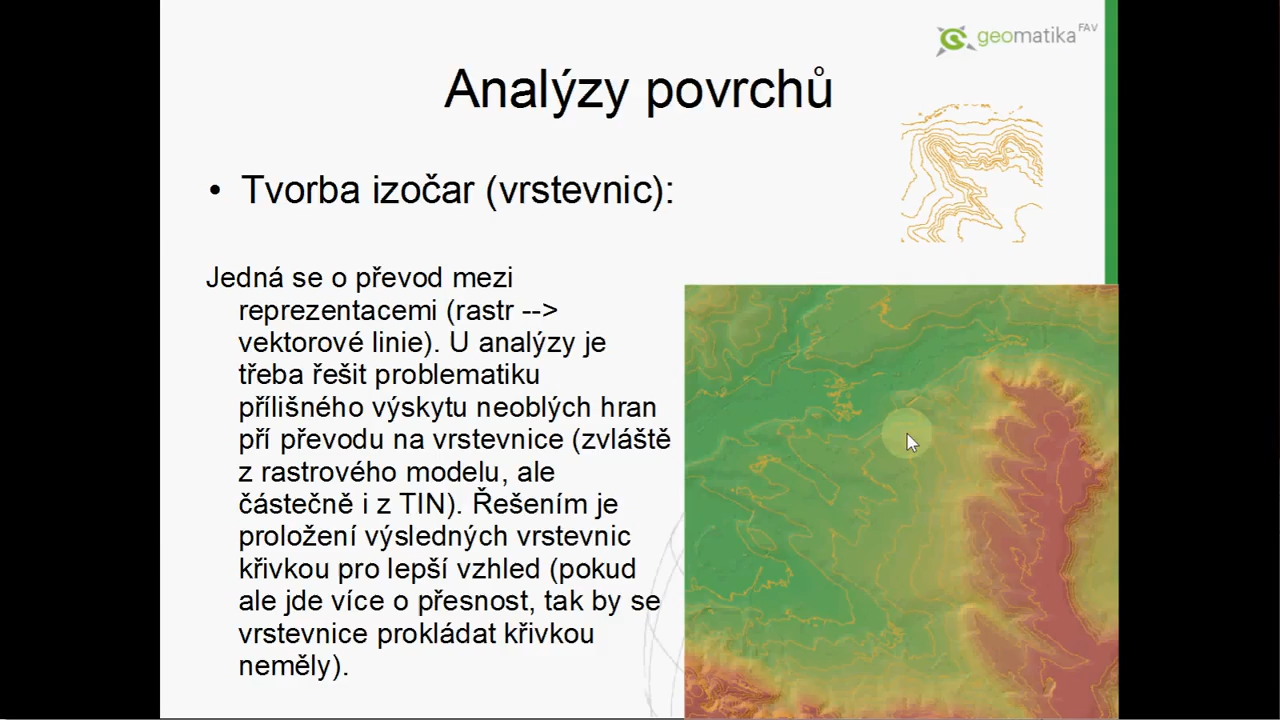 geomatika FAV
Analýzy povrchů
• Tvorba izočar (vrstevnic):
Jedná se o převod mezi
reprezentacemi (rastr -->
vektorové linie). U analýzy je
třeba řešit problematiku
přílišného výskytu neoblých hran
pří převodu na vrstevnice (zvláště
z rastrového modelu, ale
částečně i z TIN). Řešením je
proložení výsledných vrstevnic
křivkou pro lepší vzhled (pokud
ale jde více o přesnost, tak by se
vrstevnice prokládat křivkou
neměly).